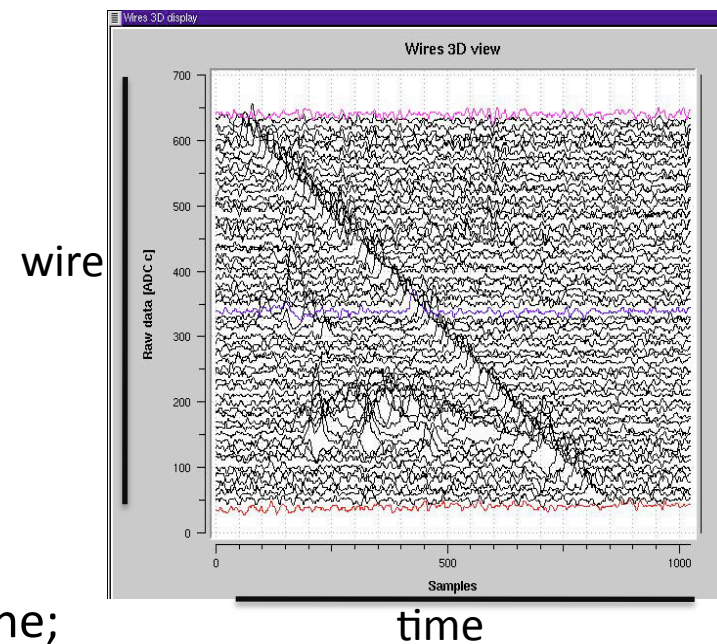 Wires 3D display
Wires 3D view
700
600
500
400
300
200
100
0
wire
Raw data [ADC c]
0 500 1000
Samples
ne;
time